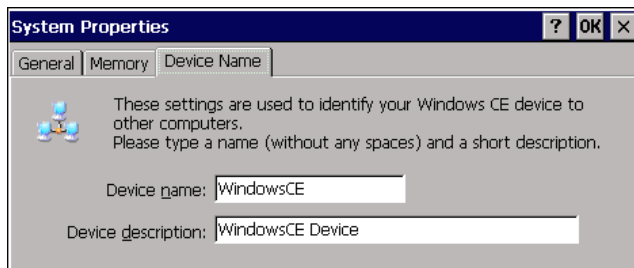 System Properties ? OK ×
General Memory Device Name
These settings are used to identify your Windows CE device to
other computers.
Please type a name (without any spaces) and a short description.
Device name: WindowsCE
Device description: WindowsCE Device